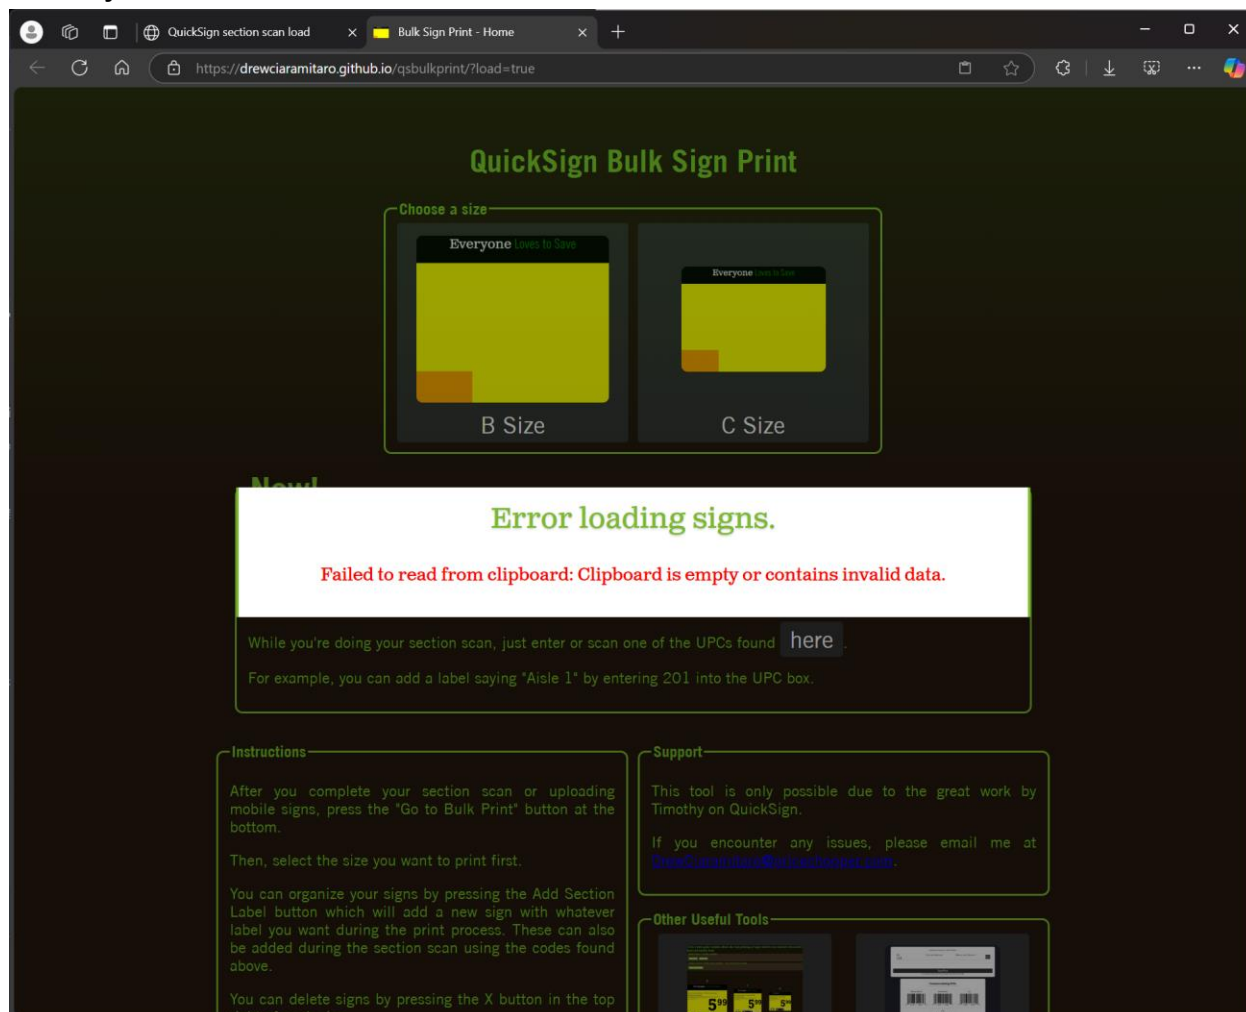 QuickSign section scan load
Bulk Sign Print - Home
https://drewciaramitaro.github.io/qsbulkprint/?load=true
QuickSign Bulk Sign Print
Choose a size
Everyone Loves to Save
Everyone Loves to Save
B Size
C Size
New!
Error loading signs.
Failed to read from clipboard: Clipboard is empty or contains invalid data.
While you're doing your section scan, just enter or scan one of the UPCs found here.
For example, you can add a label saying "Aisle 1" by entering 201 into the UPC box.
Instructions
After you complete your section scan or uploading
mobile signs, press the "Go to Bulk Print" button at the
bottom.
Then, select the size you want to print first.
You can organize your signs by pressing the Add Section
Label button which will add a new sign with whatever
label you want during the print process. These can also
be added during the section scan using the codes found
above.
You can delete signs by pressing the X button in the top
Support
This tool is only possible due to the great work by
Timothy on QuickSign.
If you encounter any issues, please email me at
Other Useful Tools
599
599